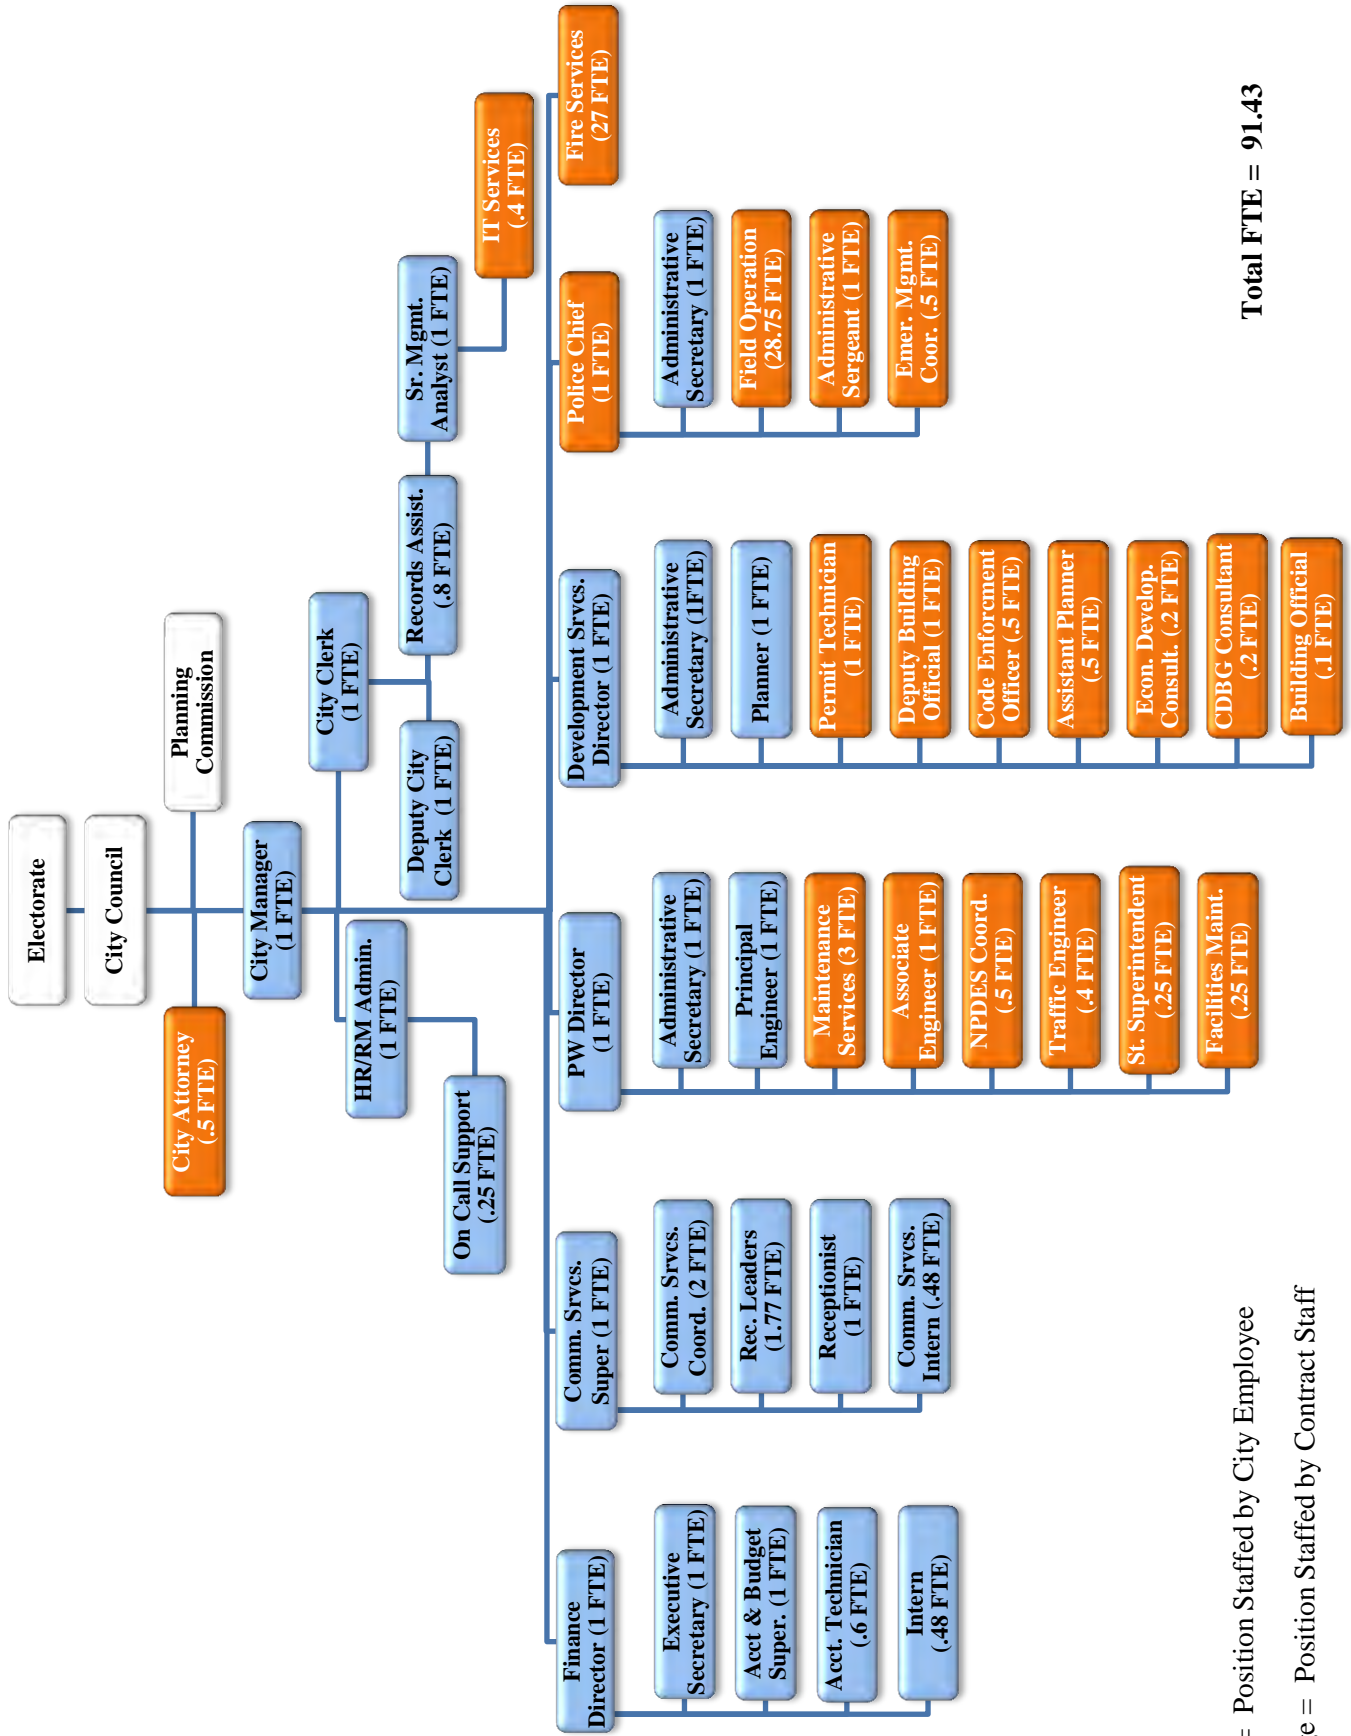 Electorate
City Council
City Attorney
(.5 FTE)
Planning
Commission
City Manager
(1 FTE)
HR/RM Admin.
(1 FTE)
City Clerk
(1 FTE)
On Call Support
(.25 FTE)
Deputy City
Clerk (1 FTE)
Records Assist.
(.8 FTE)
Sr. Mgmt.
Analyst (1 FTE)
IT Services
(.4 FTE)
Finance
Director (1 FTE)
Executive
Secretary (1 FTE)
Acct & Budget
Super. (1 FTE)
Acct. Technician
(.6 FTE)
Intern
(.48 FTE)
Comm. Srvcs.
Super (1 FTE)
Comm. Srvcs.
Coord. (2 FTE)
Rec. Leaders
(1.77 FTE)
Receptionist
(1 FTE)
Comm. Srvcs.
Intern (.48 FTE)
PW Director
(1 FTE)
Administrative
Secretary (1 FTE)
Principal
Engineer (1 FTE)
Maintenance
Services (3 FTE)
Associate
Engineer (1 FTE)
NPDES Coord.
(.5 FTE)
Traffic Engineer
(.4 FTE)
St. Superintendent
(.25 FTE)
Facilities Maint.
(.25 FTE)
Development Srvcs.
Director (1 FTE)
Administrative
Secretary (1FTE)
Planner (1 FTE)
Permit Technician
(1 FTE)
Deputy Building
Official (1 FTE)
Code Enforcment
Officer (.5 FTE)
Assistant Planner
(.5 FTE)
Econ. Develop.
Consult. (.2 FTE)
CDBG Consultant
(.2 FTE)
Building Official
(.1 FTE)
Police Chief
(1 FTE)
Administrative
Secretary (1 FTE)
Field Operation
(28.75 FTE)
Administrative
Sergeant (1 FTE)
Emer. Mgmt.
Coor. (.5 FTE)
Fire Services
(27 FTE)
= Position Staffed by City Employee
e = Position Staffed by Contract Staff
Total FTE = 91.43